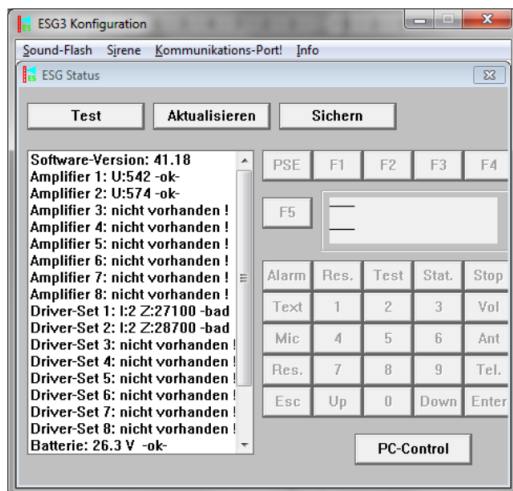 ESG3 Konfiguration
Sound-Flash Sirene Kommunikations-Port! Info
ESG Status
Test Aktualisieren Sichern
Software-Version: 41.18
Amplifier 1: U:542 -ok-
Amplifier 2: U:574 -ok-
Amplifier 3: nicht vorhanden !
Amplifier 4: nicht vorhanden !
Amplifier 5: nicht vorhanden !
Amplifier 6: nicht vorhanden !
Amplifier 7: nicht vorhanden !
Amplifier 8: nicht vorhanden !
Driver-Set 1: I:2 Z:27100 -bad
Driver-Set 2: I:2 Z:28700 -bad
Driver-Set 3: nicht vorhanden !
Driver-Set 4: nicht vorhanden !
Driver-Set 5: nicht vorhanden !
Driver-Set 6: nicht vorhanden !
Driver-Set 7: nicht vorhanden !
Driver-Set 8: nicht vorhanden !
Batterie: 26.3 V -ok-
PSE F1 F2 F3 F4
F5
Alarm Res. Test Stat. Stop
Text 1 2 3 Vol
Mic 4 5 6 Ant
Res. 7 8 9 Tel.
Esc Up 0 Down Enter
PC-Control